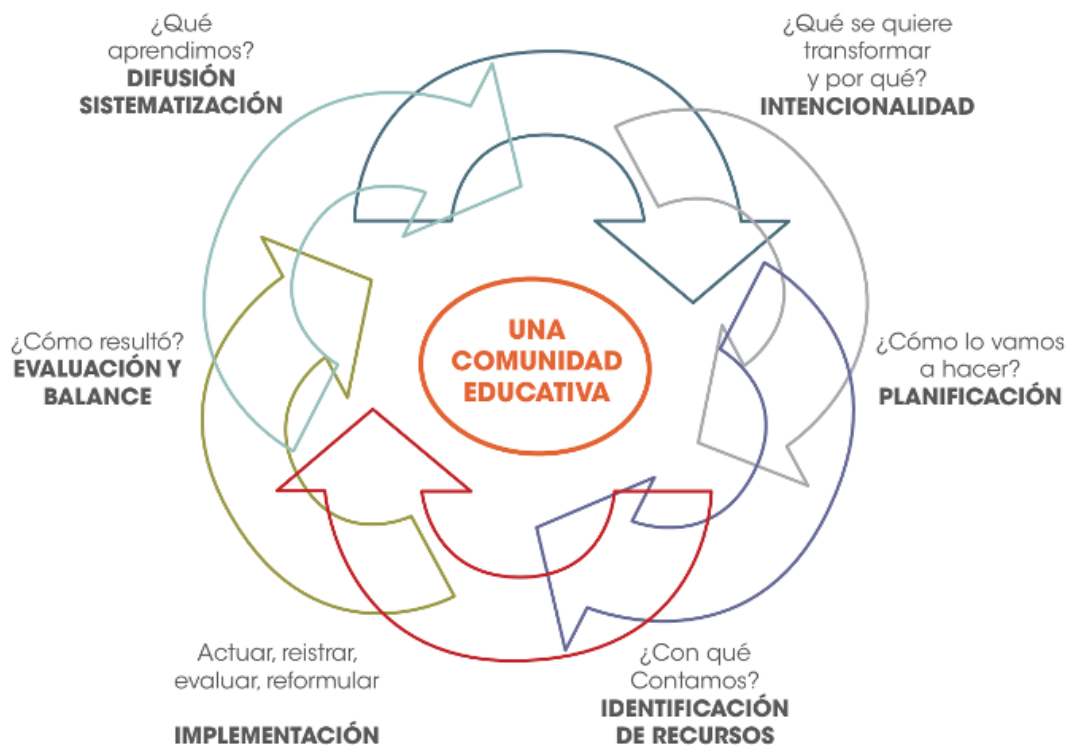 ¿Qué
aprendimos?
DIFUSIÓN
SISTEMATIZACIÓN
¿Qué se quiere
transformar
y por qué?
INTENCIONALIDAD
¿Cómo lo vamos
a hacer?
PLANIFICACIÓN
¿Con qué
Contamos?
IDENTIFICACIÓN
DE RECURSOS
Actuar, reistrar,
evaluar, reformular
IMPLEMENTACIÓN
¿Cómo resultó?
EVALUACIÓN Y
BALANCE
UNA
COMUNIDAD
EDUCATIVA